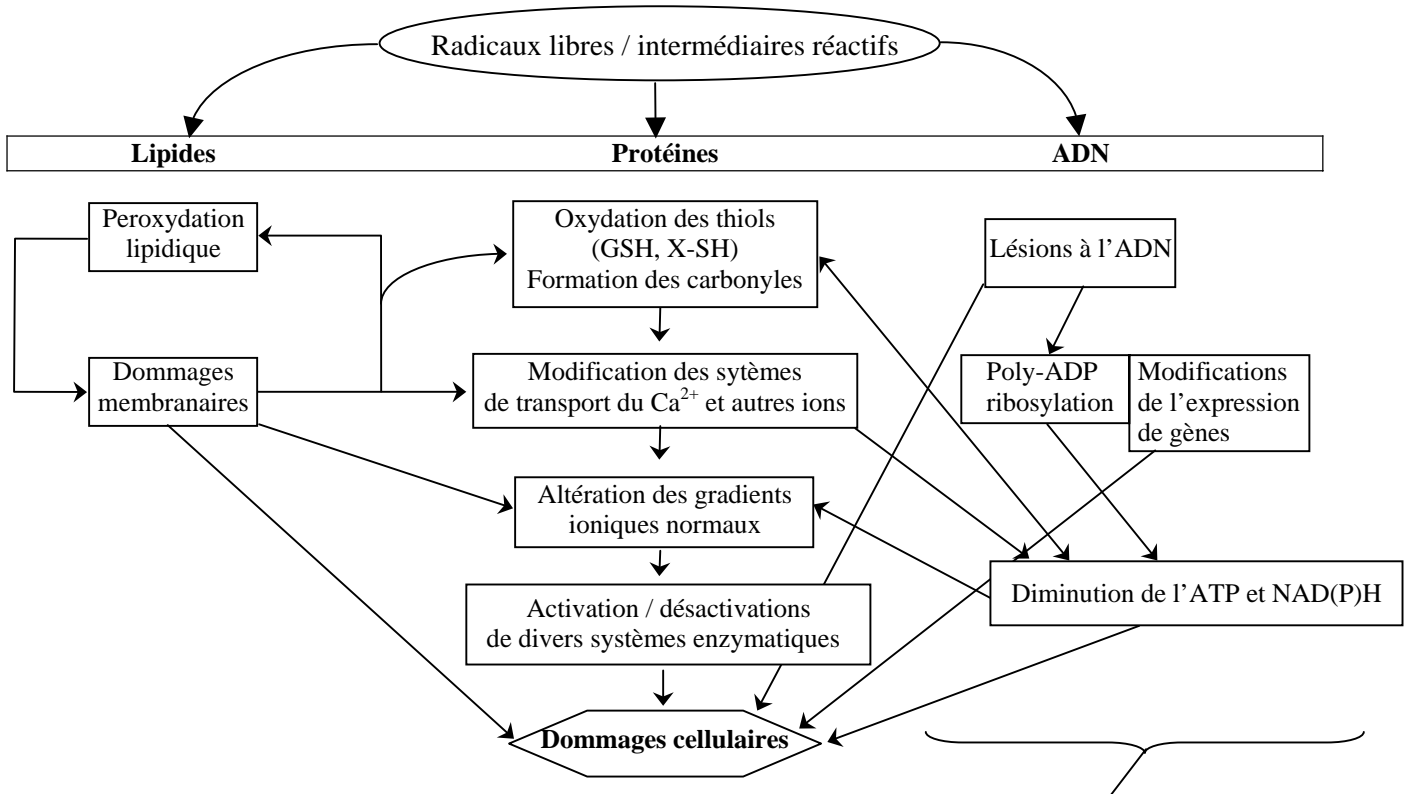 Radicaux libres / intermédiaires réactifs
Lipides
Protéines
ADN
Peroxydation
lipidique
Oxydation des thiols
(GSH, X-SH)
Formation des carbonyles
Lésions à l’ADN
Dommages
membranaires
Modification des sytèmes
de transport du Ca²⁺ et autres ions
Poly-ADP
ribosylation
Modifications
de l’expression
de gènes
Altération des gradients
ioniques normaux
Diminution de l’ATP et NAD(P)H
Activation / désactivations
de divers systèmes enzymatiques
Dommages cellulaires